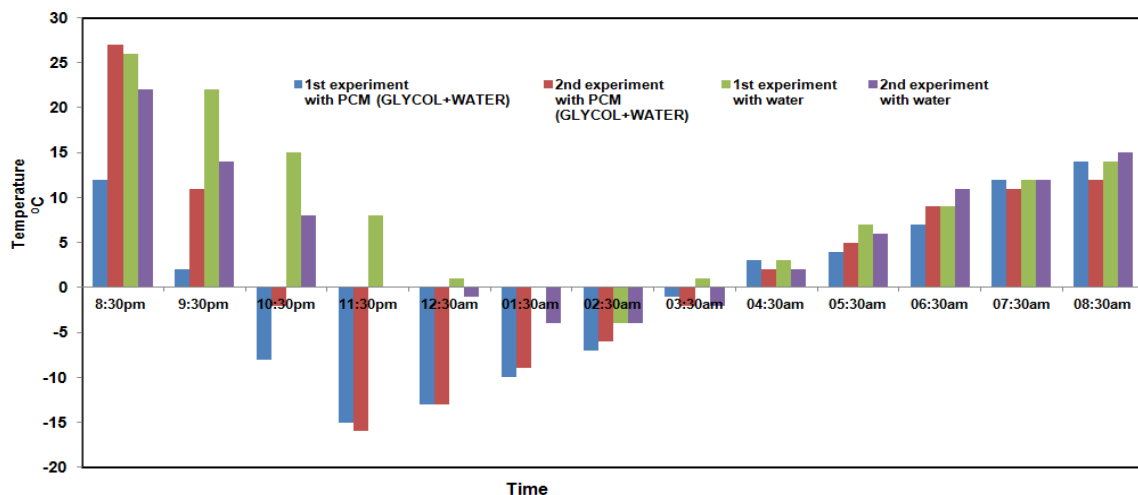 30
25
20
15
10
5
0
-5
-10
-15
-20
Temperature
⁰C
1st experiment
with PCM (GLYCOL+WATER)
2nd experiment
with PCM
(GLYCOL+WATER)
1st experiment
with water
2nd experiment
with water
8:30pm 9:30pm 10:30pm 11:30pm 12:30am 01:30am 02:30am 03:30am 04:30am 05:30am 06:30am 07:30am 08:30am
Time